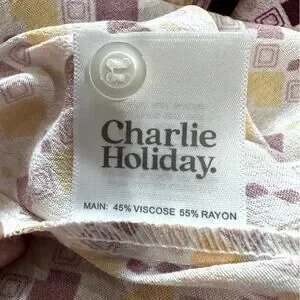 Charlie
Holiday.
MAIN: 45% VISCOSE 55% RAYON